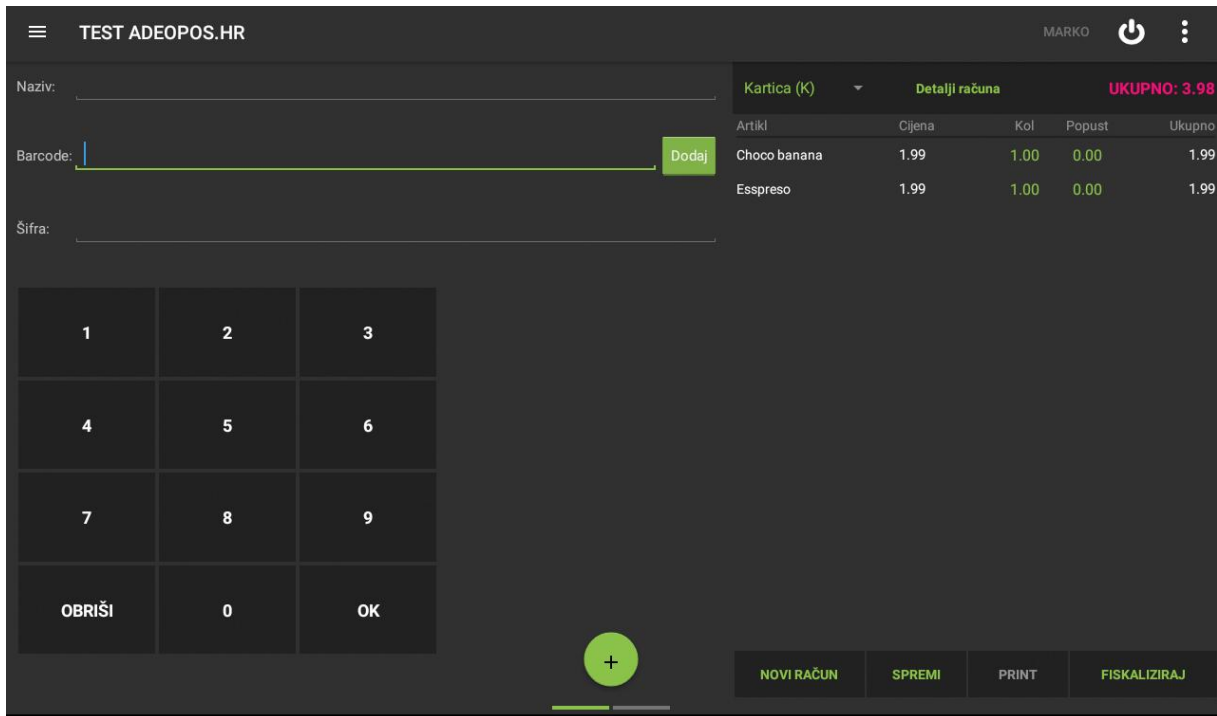 TEST ADEOPOS.HR
MARKO
Naziv:
Barcode:
Dodaj
Šifra:
1 2 3
4 5 6
7 8 9
OBRIŠI 0 OK
+
Kartica (K) Detalji računa UKUPNO: 3.98
Artikl Cijena Kol Popust Ukupno
Choco banana 1.99 1.00 0.00 1.99
Esspreso 1.99 1.00 0.00 1.99
NOVI RAČUN SPREMI PRINT FISKALIZIRAJ